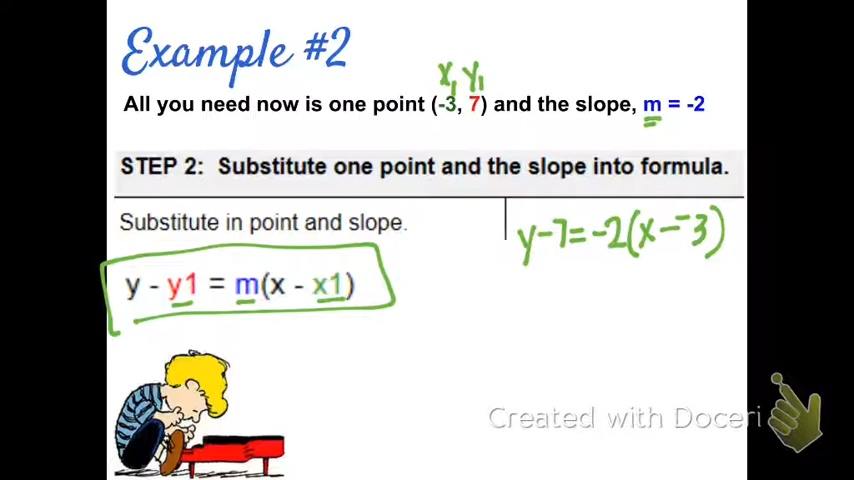 Example #2
x1 y1
All you need now is one point (-3, 7) and the slope, m = -2
STEP 2: Substitute one point and the slope into formula.
Substitute in point and slope.
y-7=-2(x--3)
y - y1 = m(x - x1)
Created with Doceri